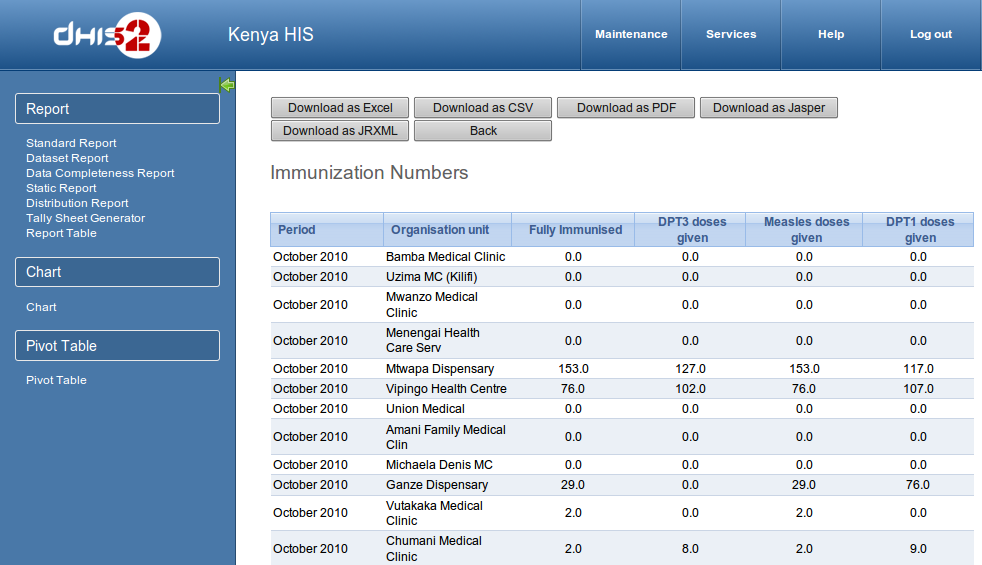 dHIS2
Kenya HIS
Maintenance
Services
Help
Log out
Report
Standard Report
Dataset Report
Data Completeness Report
Static Report
Distribution Report
Tally Sheet Generator
Report Table
Chart
Chart
Pivot Table
Pivot Table
Download as Excel
Download as CSV
Download as PDF
Download as Jasper
Download as JRXML
Back
Immunization Numbers
Period Organisation unit Fully Immunised DPT3 doses given Measles doses given DPT1 doses given
October 2010 Bamba Medical Clinic 0.0 0.0 0.0 0.0
October 2010 Uzima MC (Kilifi) 0.0 0.0 0.0 0.0
October 2010 Mwanzo Medical Clinic 0.0 0.0 0.0 0.0
October 2010 Menengai Health Care Serv 0.0 0.0 0.0 0.0
October 2010 Mtwapa Dispensary 153.0 127.0 153.0 117.0
October 2010 Vipingo Health Centre 76.0 102.0 76.0 107.0
October 2010 Union Medical 0.0 0.0 0.0 0.0
October 2010 Amani Family Medical Clin 0.0 0.0 0.0 0.0
October 2010 Michaela Denis MC 0.0 0.0 0.0 0.0
October 2010 Ganze Dispensary 29.0 0.0 29.0 76.0
October 2010 Vutakaka Medical Clinic 2.0 0.0 2.0 0.0
October 2010 Chumani Medical Clinic 2.0 8.0 2.0 9.0